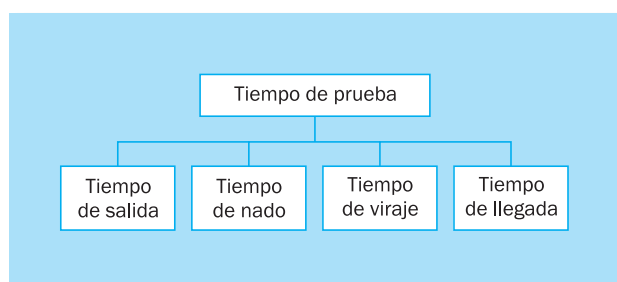 Tiempo de prueba
Tiempo
de salida
Tiempo
de nado
Tiempo
de viraje
Tiempo
de llegada